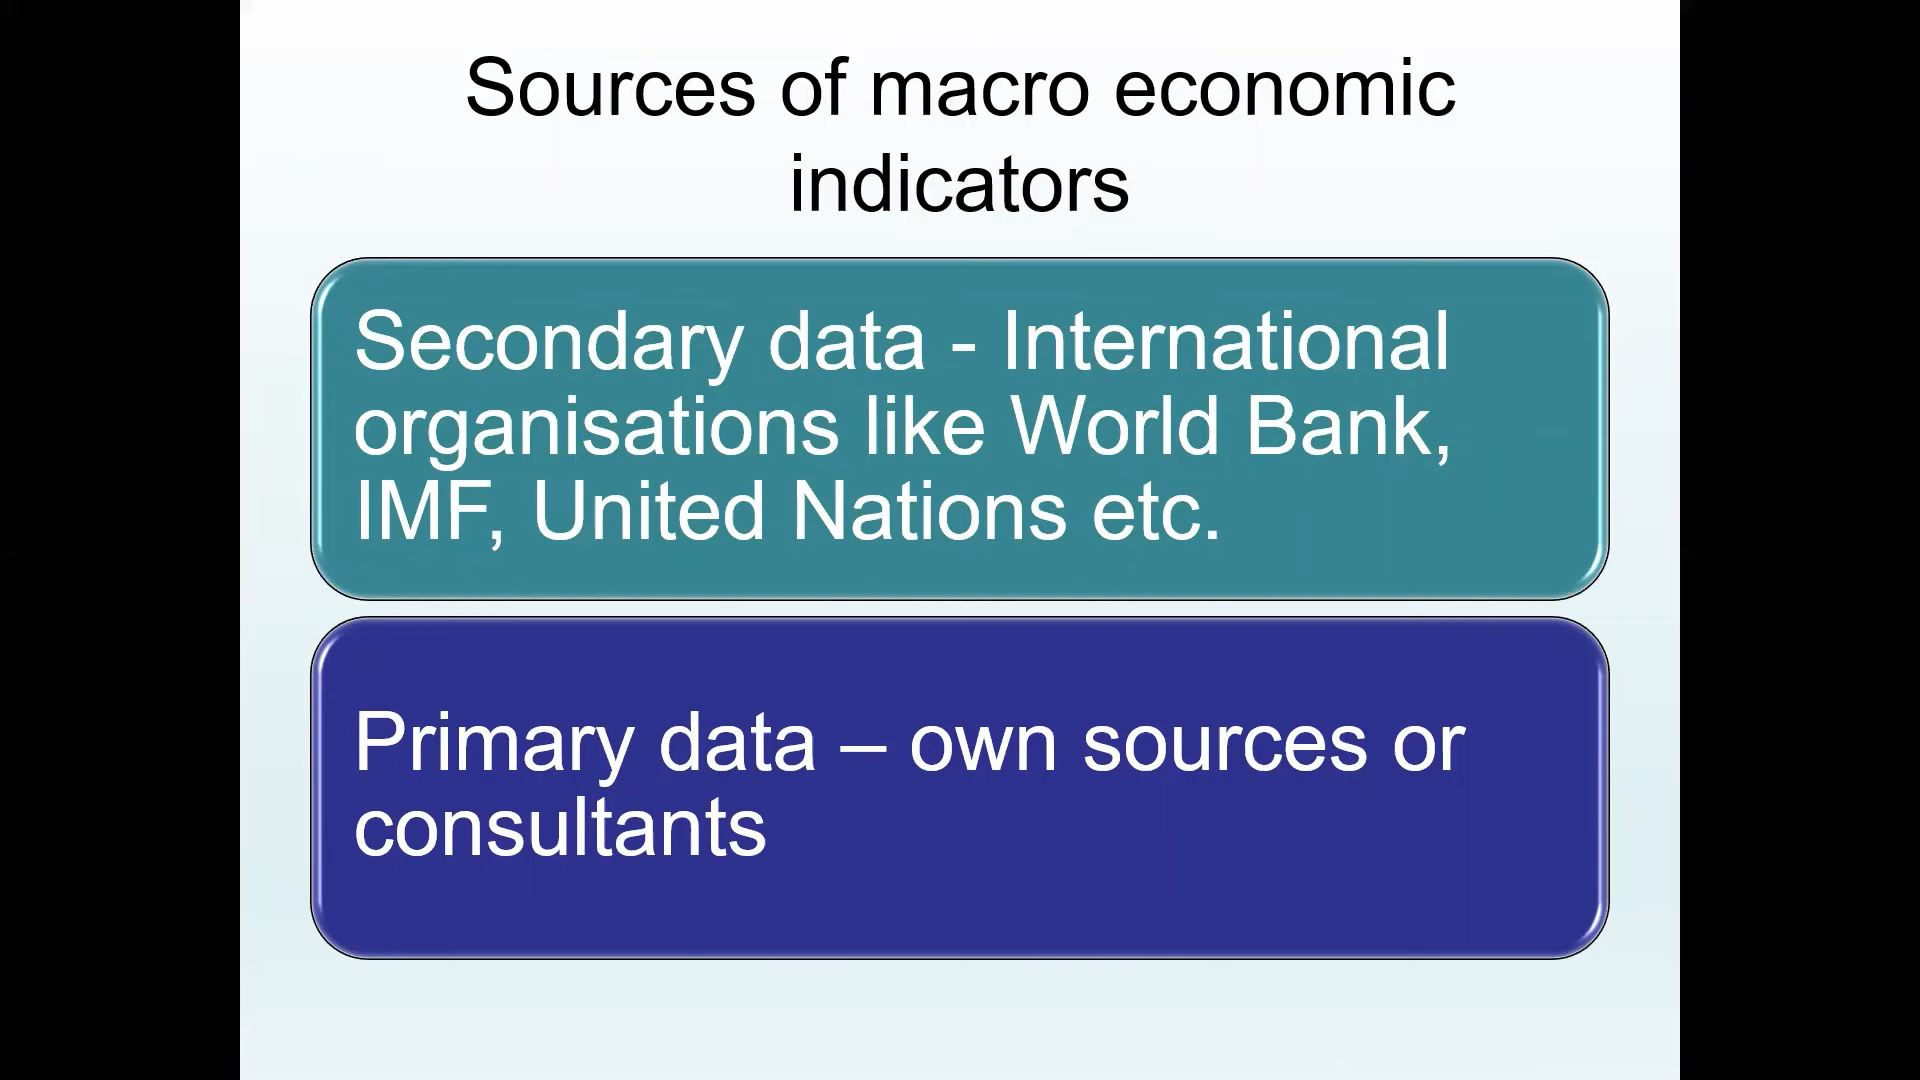 Sources of macro economic
indicators
Secondary data - International
organisations like World Bank,
IMF, United Nations etc.
Primary data – own sources or
consultants